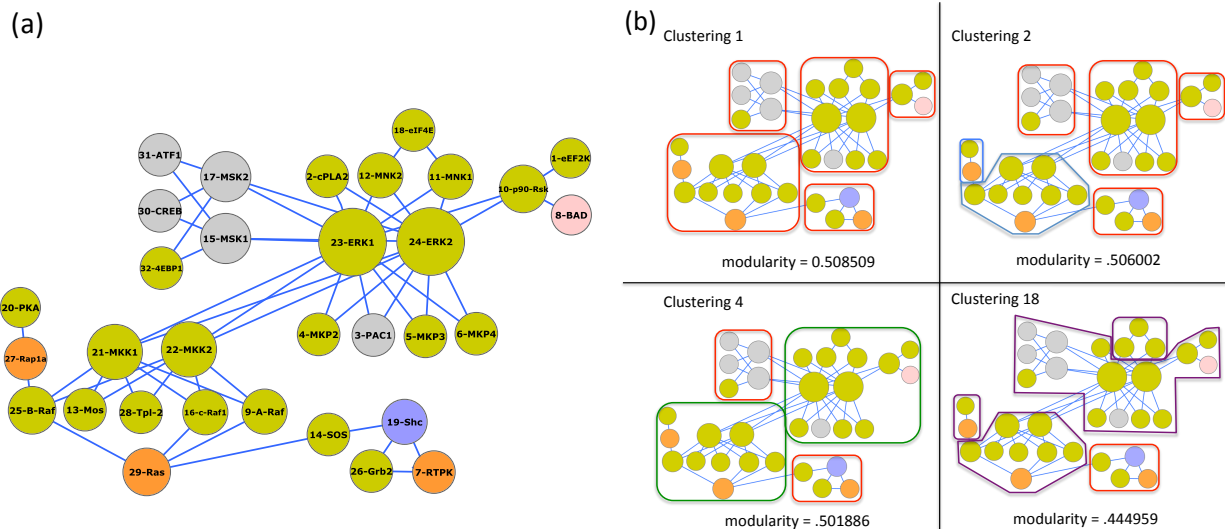 (a)
18-eIF4E
31-ATF1
17-MSK2
2-cPLA2
12-MNK2
11-MNK1
1-eEF2K
10-p90-Rsk
8-BAD
30-CREB
15-MSK1
23-ERK1
24-ERK2
32-4EBP1
20-PKA
4-MKP2
3-PAC1
5-MKP3
6-MKP4
27-Rap1a
21-MKK1
22-MKK2
25-B-Raf
13-Mos
28-Tpl-2
16-c-Raf1
9-A-Raf
14-SOS
19-Shc
29-Ras
26-Grb2
7-RTPK
(b)
Clustering 1
modularity = 0.508509
Clustering 2
modularity = .506002
Clustering 4
modularity = .501886
Clustering 18
modularity = .444959